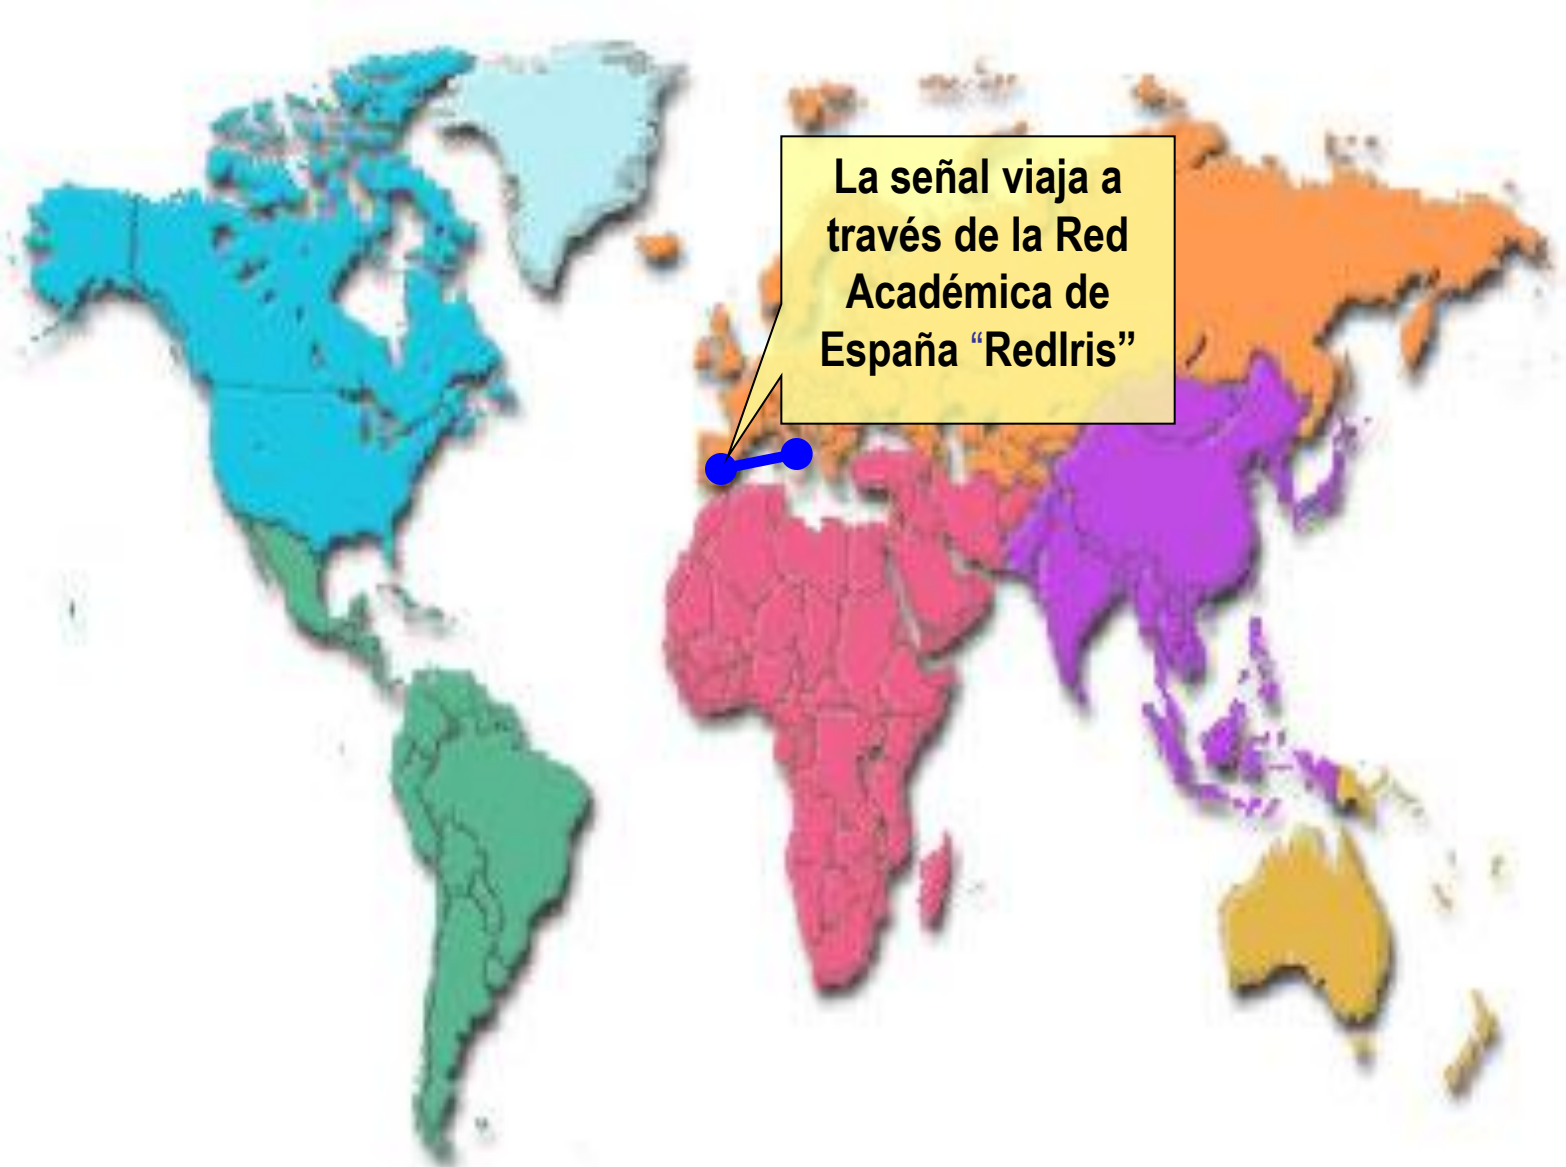 La señal viaja a
través de la Red
Académica de
España “RedIris”